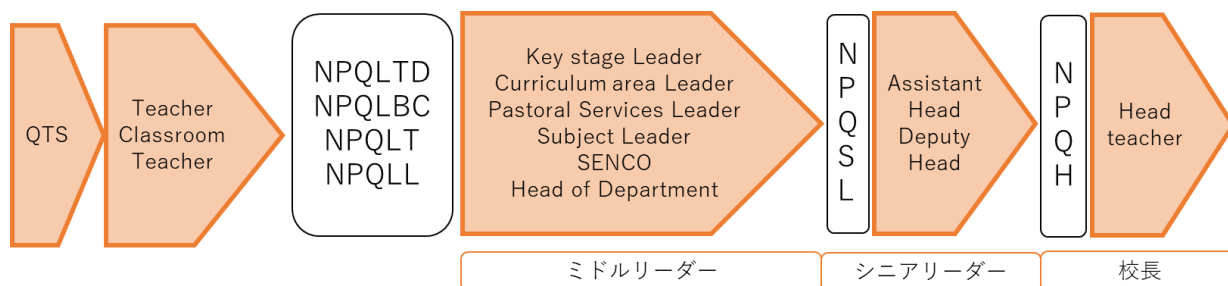 QTS
Teacher
Classroom
Teacher
NPQLTD
NPQLBC
NPQLT
NPQLL
Key stage Leader
Curriculum area Leader
Pastoral Services Leader
Subject Leader
SENCO
Head of Department
NPQSL
Assistant
Head
Deputy
Head
NPQH
Head
teacher
ミドルリーダー
シニアリーダー
校長